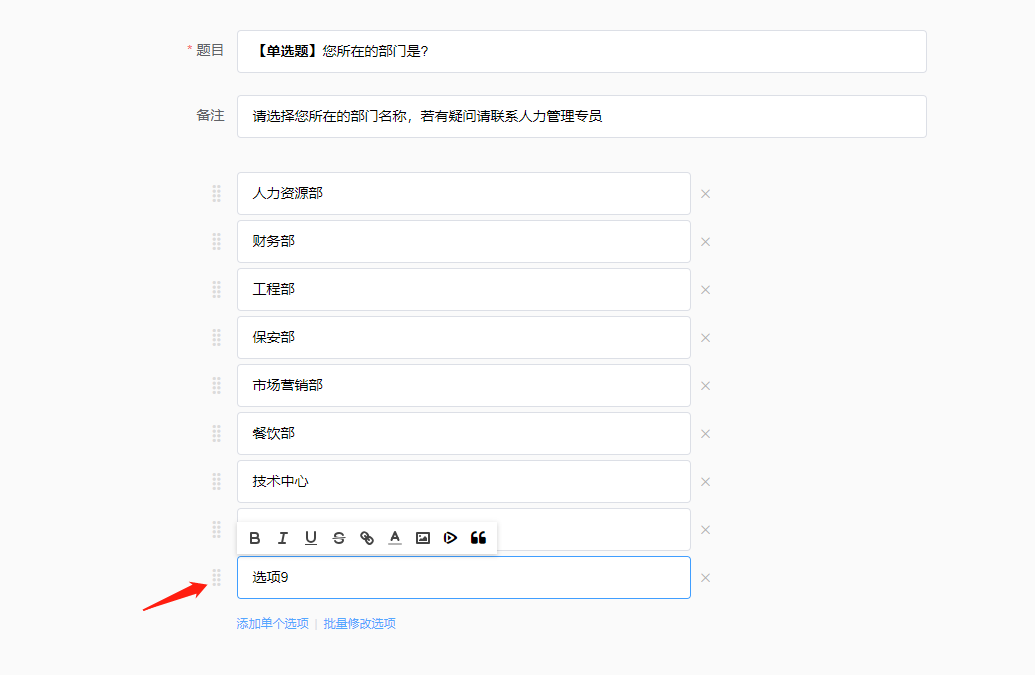 * 题目
【单选题】您所在的部门是?
备注
请选择您所在的部门名称，若有疑问请联系人力管理专员
人力资源部
财务部
工程部
保安部
市场营销部
餐饮部
技术中心
B I U S A
选项9
添加单个选项 | 批量修改选项